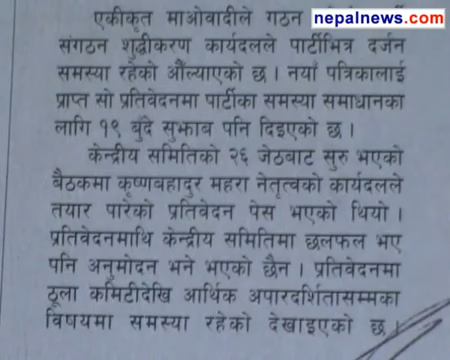 nepalnews.com
एकीकृत माओवादीले गठन
संगठन शुद्धीकरण कार्यदलले पार्टीभित्र दर्जन
समस्या रहेको औंल्याएको छ । नयाँ पत्रिकालाई
प्राप्त सो प्रतिवेदनमा पार्टीका समस्या समाधानका
लागि १९ बुँदे सुझाब पनि दिइएको छ ।
केन्द्रीय समितिको २६ जेठबाट सुरु भएको
बैठकमा कृष्णबहादुर महरा नेतृत्वको कार्यदलले
तयार पारेको प्रतिवेदन पेस भएको थियो ।
प्रतिवेदनमाथि केन्द्रीय समितिमा छलफल भए
पनि अनुमोदन भने भएको छैन । प्रतिवेदनमा
ठूला कमिटीदेखि आर्थिक अपारदर्शितासम्मका
विषयमा समस्या रहेको देखाइएको छ ।